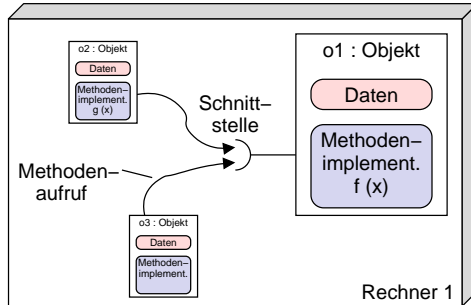 o2 : Objekt
Daten
Methoden–
implement.
g (x)
Schnitt–
stelle
o1 : Objekt
Daten
Methoden–
implement.
f (x)
Methoden–
aufruf
o3 : Objekt
Daten
Methoden–
implement.
Rechner 1